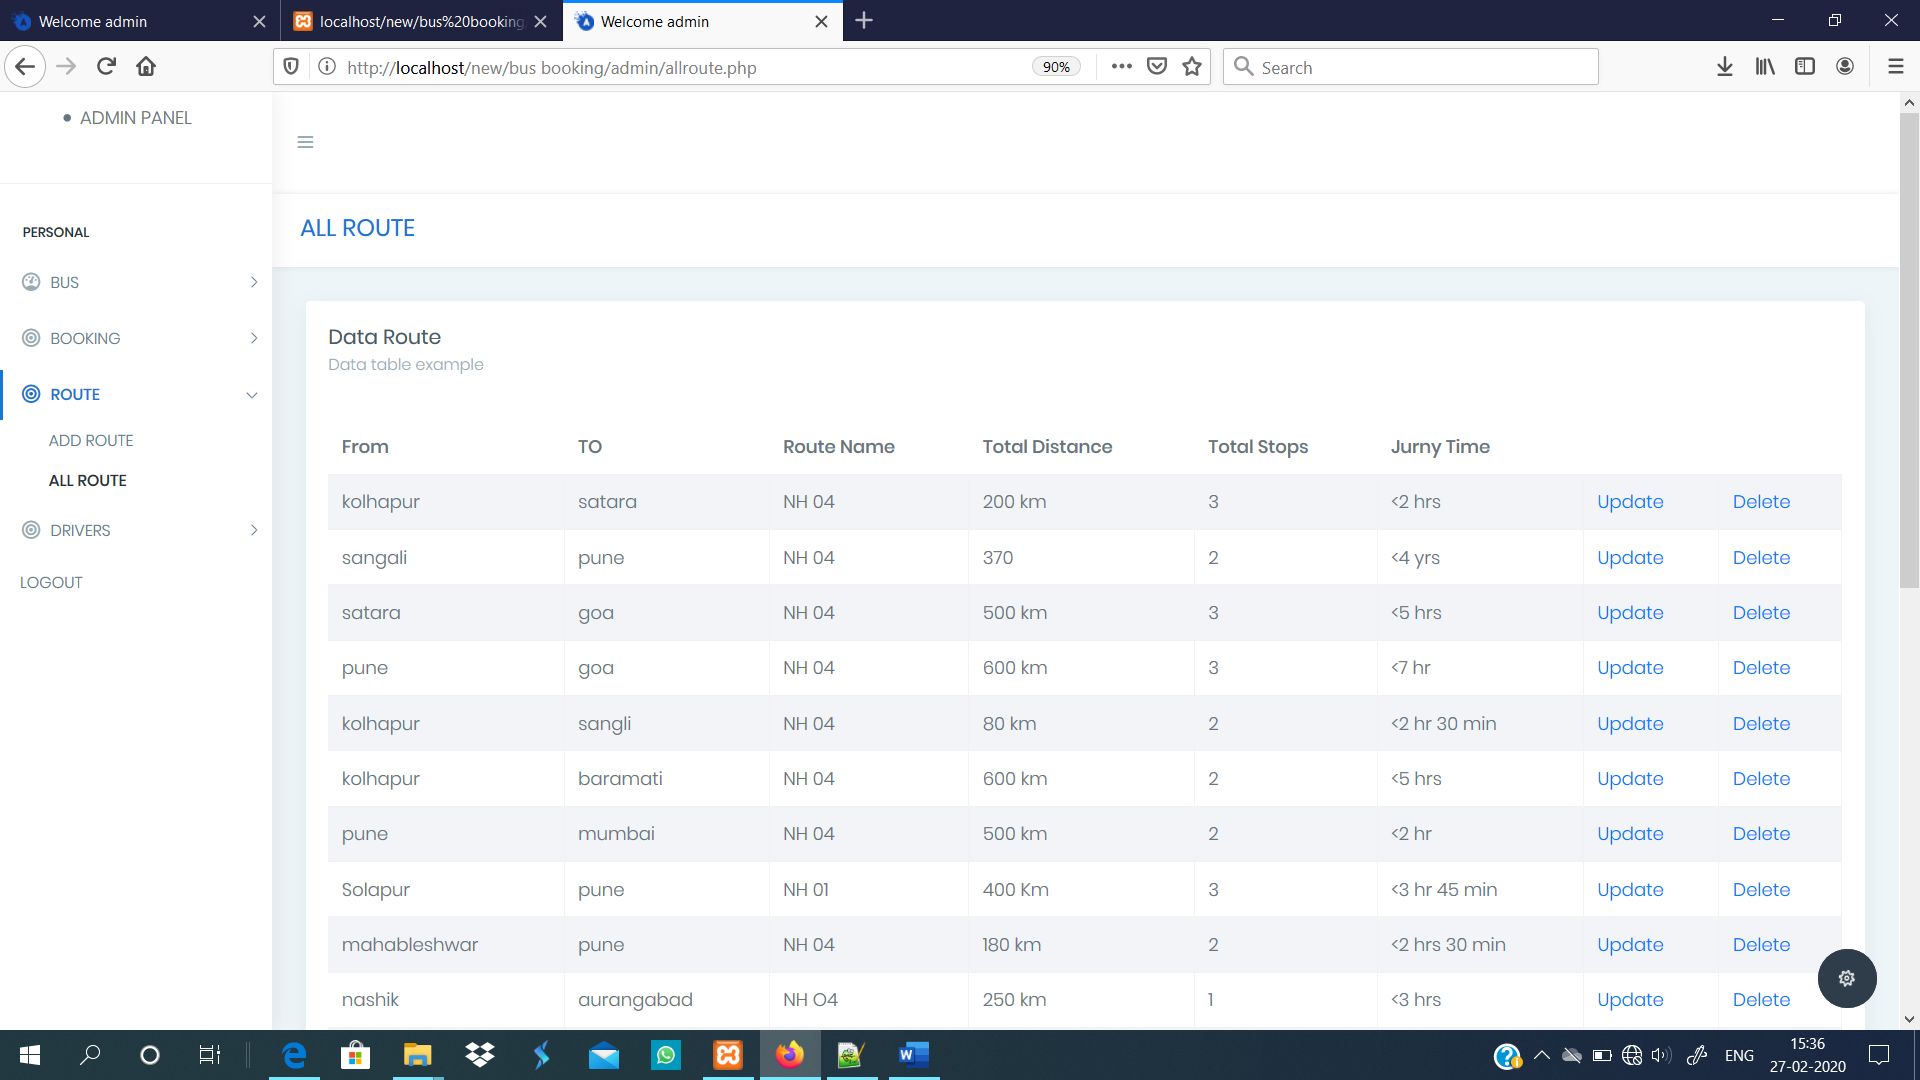 Welcome admin
localhost/new/bus%20booking
Welcome admin
http://localhost/new/bus booking/admin/allroute.php
90%
Search
ADMIN PANEL
ALL ROUTE
PERSONAL
BUS
BOOKING
ROUTE
ADD ROUTE
ALL ROUTE
DRIVERS
LOGOUT
Data Route
Data table example
From TO Route Name Total Distance Total Stops Jurny Time
kolhapur satara NH 04 200 km 3 <2 hrs Update Delete
sangali pune NH 04 370 2 <4 yrs Update Delete
satara goa NH 04 500 km 3 <5 hrs Update Delete
pune goa NH 04 600 km 3 <7 hr Update Delete
kolhapur sangli NH 04 80 km 2 <2 hr 30 min Update Delete
kolhapur baramati NH 04 600 km 2 <5 hrs Update Delete
pune mumbai NH 04 500 km 2 <2 hr Update Delete
Solapur pune NH 01 400 Km 3 <3 hr 45 min Update Delete
mahableshwar pune NH 04 180 km 2 <2 hrs 30 min Update Delete
nashik aurangabad NH O4 250 km 1 <3 hrs Update Delete
ENG
15:36
27-02-2020